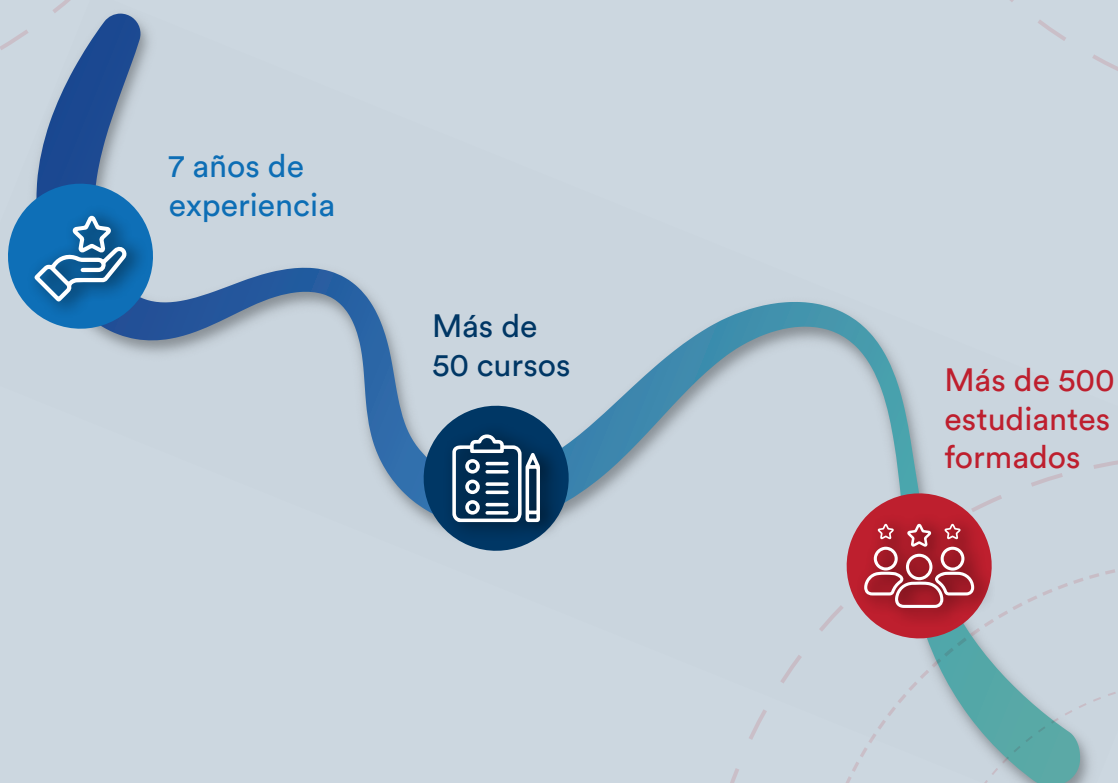 7 años de
experiencia
Más de
50 cursos
Más de 500
estudiantes
formados